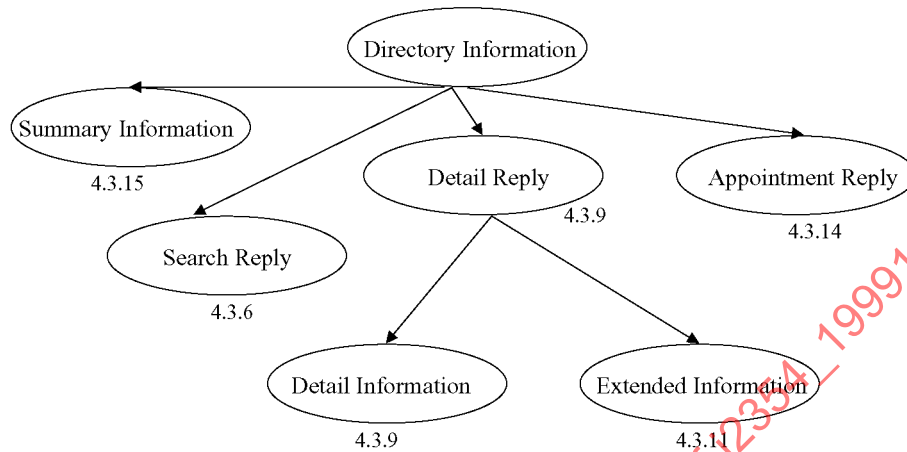 Directory Information
Summary Information
4.3.15
Detail Reply
4.3.9
Appointment Reply
4.3.14
Search Reply
4.3.6
Detail Information
4.3.9
Extended Information
4.3.11